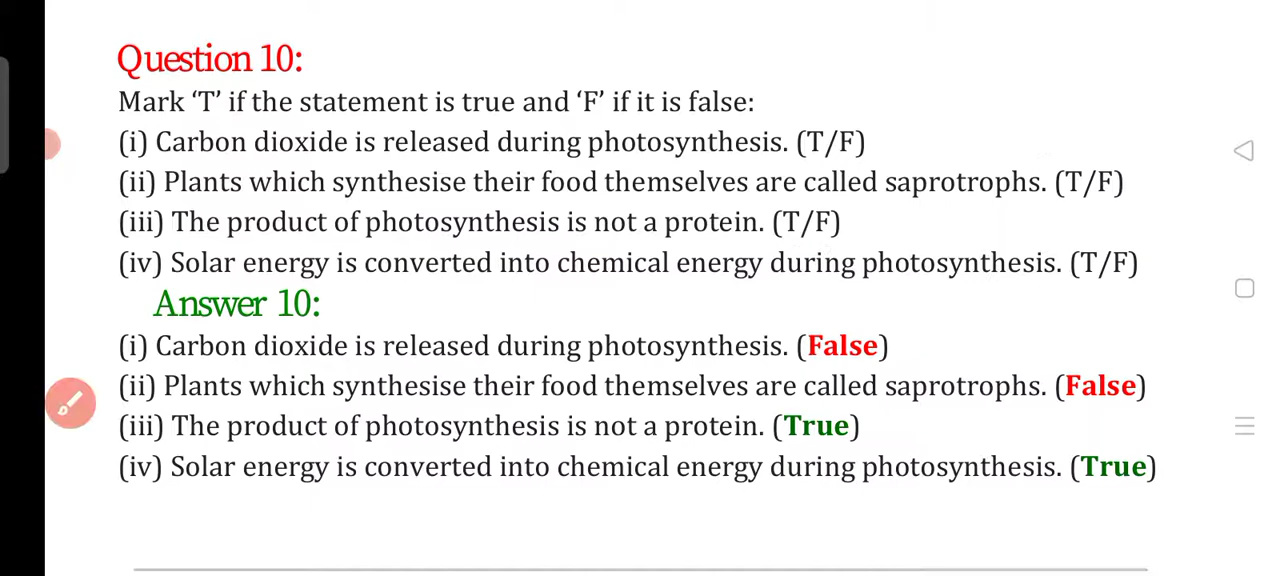 Question 10:
Mark ‘T’ if the statement is true and ‘F’ if it is false:
(i) Carbon dioxide is released during photosynthesis. (T/F)
(ii) Plants which synthesise their food themselves are called saprotrophs. (T/F)
(iii) The product of photosynthesis is not a protein. (T/F)
(iv) Solar energy is converted into chemical energy during photosynthesis. (T/F)
Answer 10:
(i) Carbon dioxide is released during photosynthesis. (False)
(ii) Plants which synthesise their food themselves are called saprotrophs. (False)
(iii) The product of photosynthesis is not a protein. (True)
(iv) Solar energy is converted into chemical energy during photosynthesis. (True)